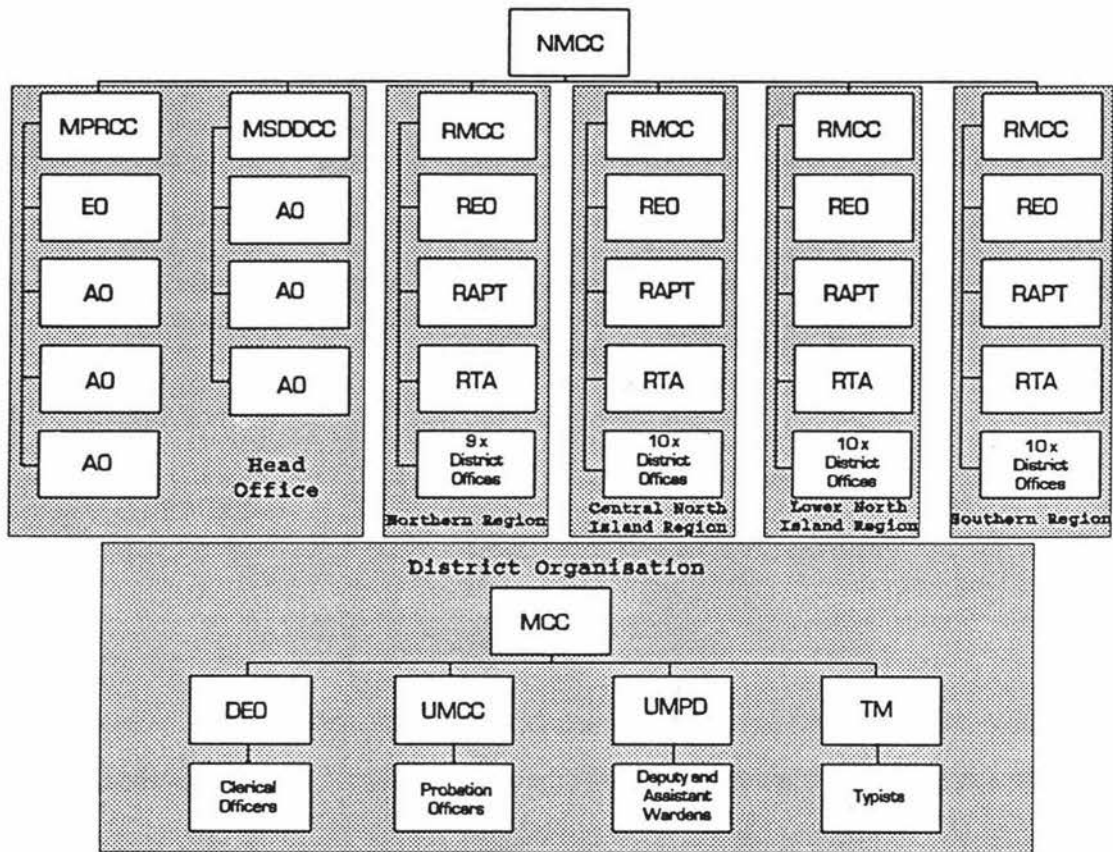 NMCC
MPRCC
MSDDCC
RMCC
RMCC
RMCC
RMCC
EO
AO
REO
REO
REO
REO
AO
AO
RAPT
RAPT
RAPT
RAPT
AO
AO
RTA
RTA
RTA
RTA
AO
Head
Office
9x
District
Offices
10x
District
Offices
10x
District
Offices
10x
District
Offices
Northern Region
Central North
Island Region
Lower North
Island Region
Southern Region
District Organisation
MCC
DEO
UMCC
UMPD
TM
Clerical
Officers
Probation
Officers
Deputy and
Assistant
Wardens
Typists